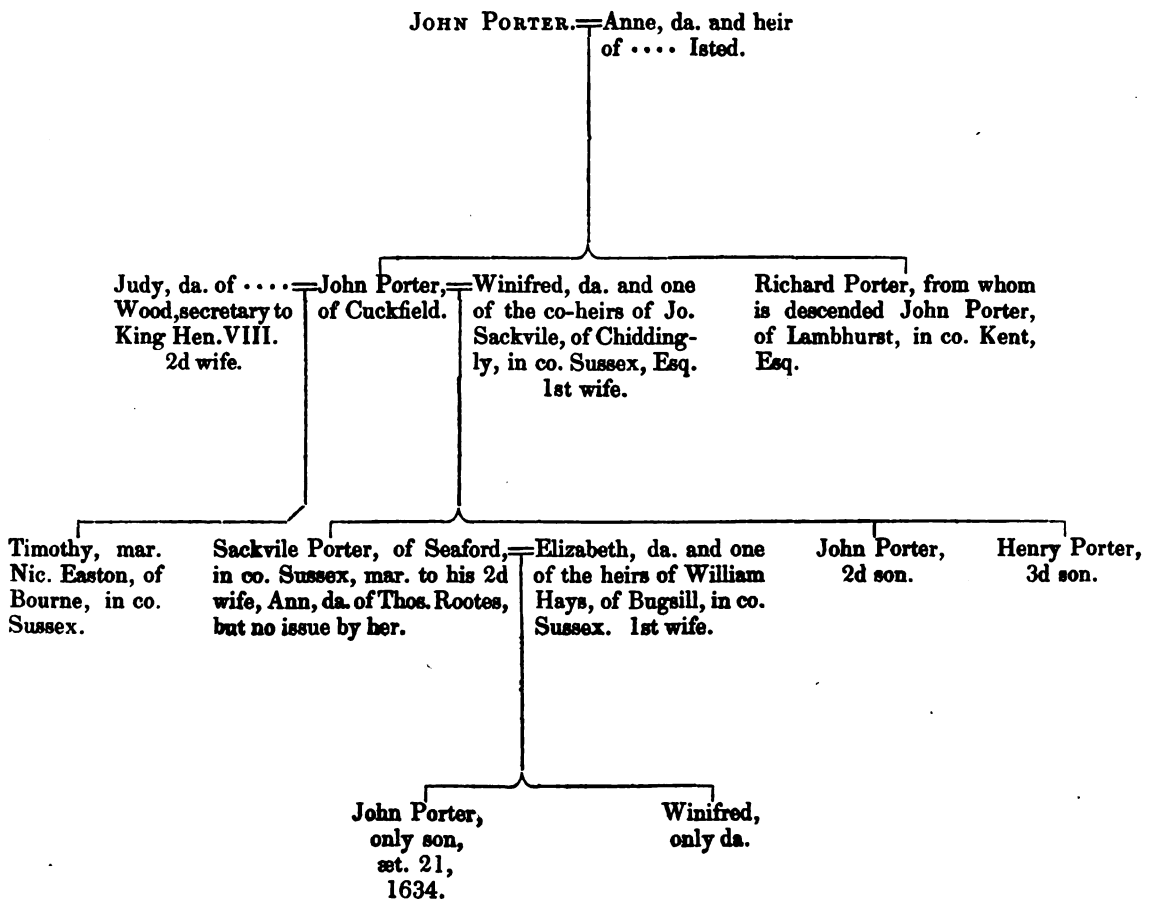 JOHN PORTER.=Anne, da. and heir
of .... Isted.
Judy, da. of ....
Wood, secretary to
King Hen. VIII.
2d wife.
=John Porter,=
of Cuckfield.
Winifred, da. and one
of the co-heirs of Jo.
Sackvile, of Chidding-
ly, in co. Sussex, Esq.
1st wife.
Richard Porter, from whom
is descended John Porter,
of Lambhurst, in co. Kent,
Esq.
Timothy, mar.
Nic. Easton, of
Bourne, in co.
Sussex.
Sackvile Porter, of Seaford,=
in co. Sussex, mar. to his 2d
wife, Ann, da. of Thos. Rootes,
but no issue by her.
Elizabeth, da. and one
of the heirs of William
Hays, of Bugsill, in co.
Sussex. 1st wife.
John Porter,
2d son.
Henry Porter,
3d son.
John Porter,
only son,
æt. 21,
1634.
Winifred,
only da.